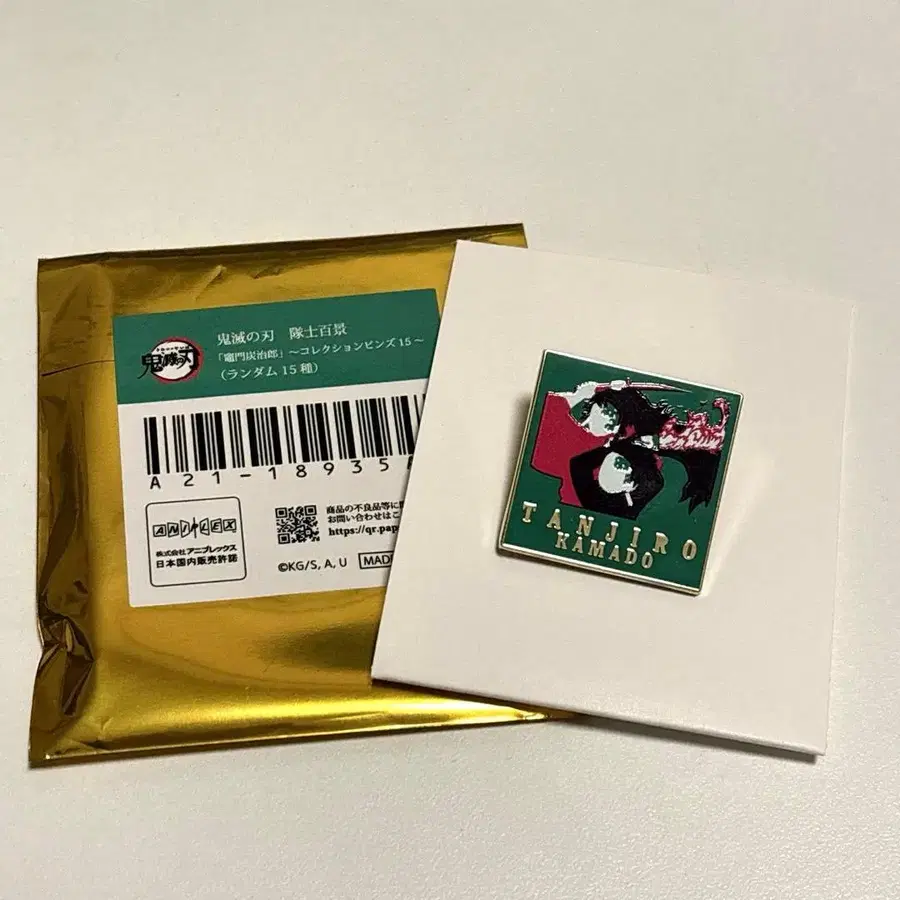 鬼滅の刃
鬼滅の刃 隊士百景
「竈門炭治郎」～コレクションピンズ15～
（ランダム15種）
A21-18935
ANIPLEX
株式会社アニプレックス
日本国内販売許諾
商品の不良品等に
お問い合わせはこ
https://qr.pap
©KG/S, A, U
MADE
TANJIRO
KAMADO